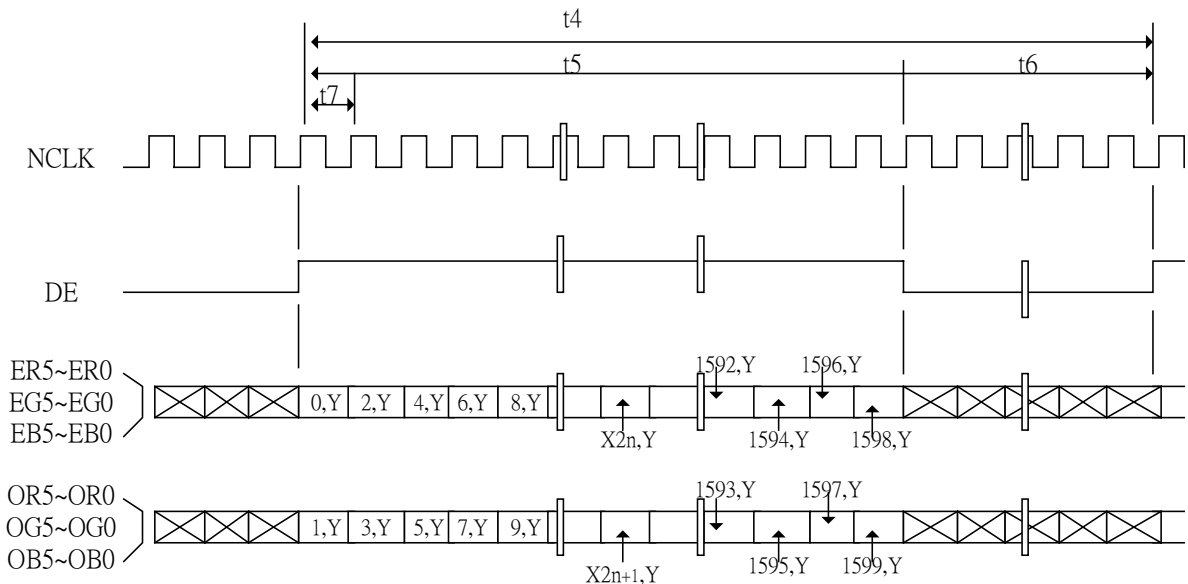 t4
t5 t6
t7
NCLK
DE
ER5~ER0
EG5~EG0
EB5~EB0
1592,Y 1596,Y
0,Y 2,Y 4,Y 6,Y 8,Y
X2n,Y 1594,Y 1598,Y
OR5~OR0
OG5~OG0
OB5~OB0
1593,Y 1597,Y
1,Y 3,Y 5,Y 7,Y 9,Y
X2n+1,Y 1595,Y 1599,Y